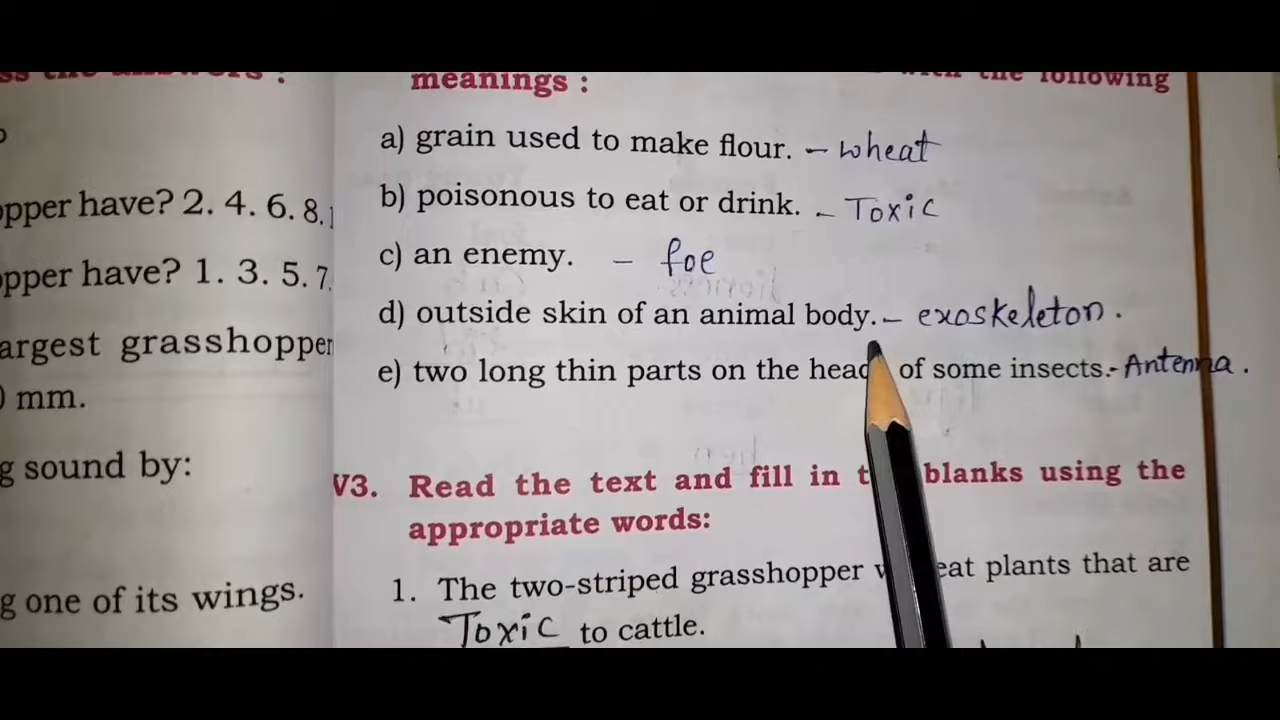 meanings :
the following
a) grain used to make flour. – wheat
b) poisonous to eat or drink. – Toxic
c) an enemy. – foe
d) outside skin of an animal body. – exoskeleton.
e) two long thin parts on the head of some insects. - Antenna.
V3. Read the text and fill in blanks using the
appropriate words:
1. The two-striped grasshopper eat plants that are
Toxic to cattle.
answers :
pper have? 2. 4. 6. 8.
pper have? 1. 3. 5. 7.
argest grasshopper
mm.
g sound by:
g one of its wings.